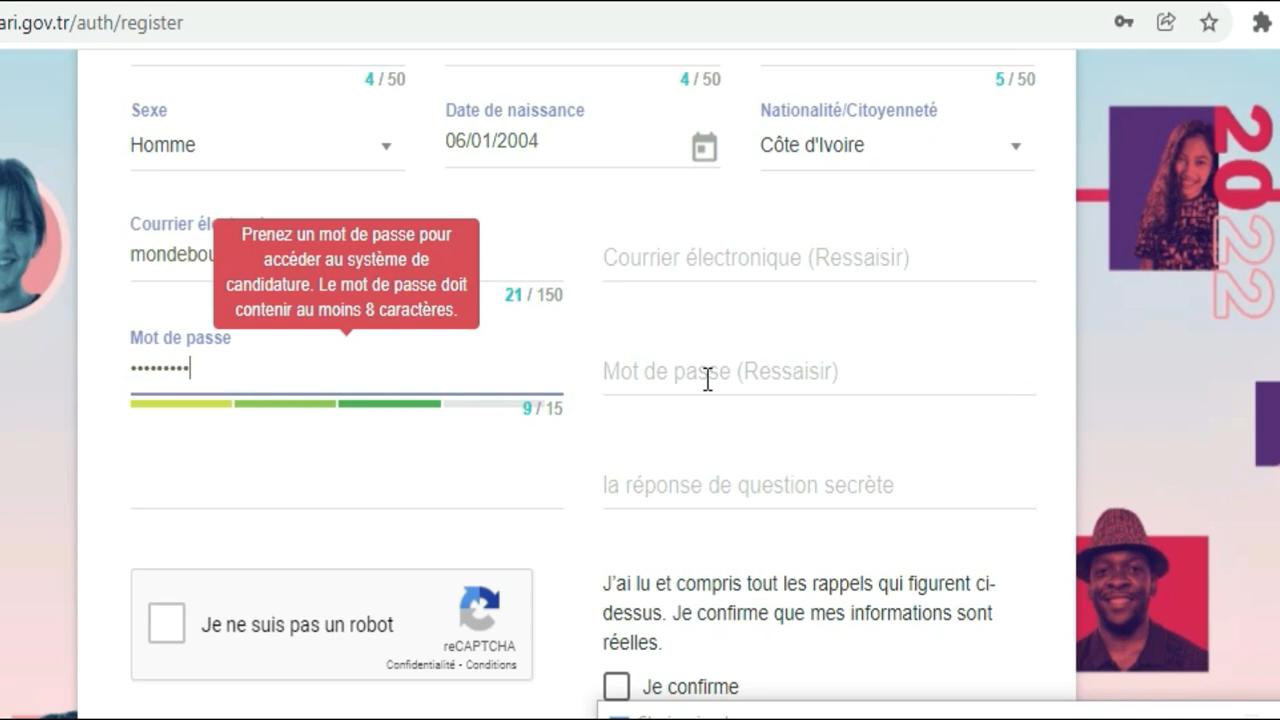 ari.gov.tr/auth/register
4 / 50
4 / 50
5 / 50
Sexe
Date de naissance
Nationalité/Citoyenneté
Homme
06/01/2004
Côte d'Ivoire
2022
Courrier él
mondebou
Prenez un mot de passe pour
accéder au système de
candidature. Le mot de passe doit
contenir au moins 8 caractères.
Courrier électronique (Ressaisir)
21 / 150
Mot de passe
•••••••••
Mot de passe (Ressaisir)
9 / 15
la réponse de question secrète
Je ne suis pas un robot
reCAPTCHA
Confidentialité - Conditions
J'ai lu et compris tout les rappels qui figurent ci-
dessus. Je confirme que mes informations sont
réelles.
Je confirme